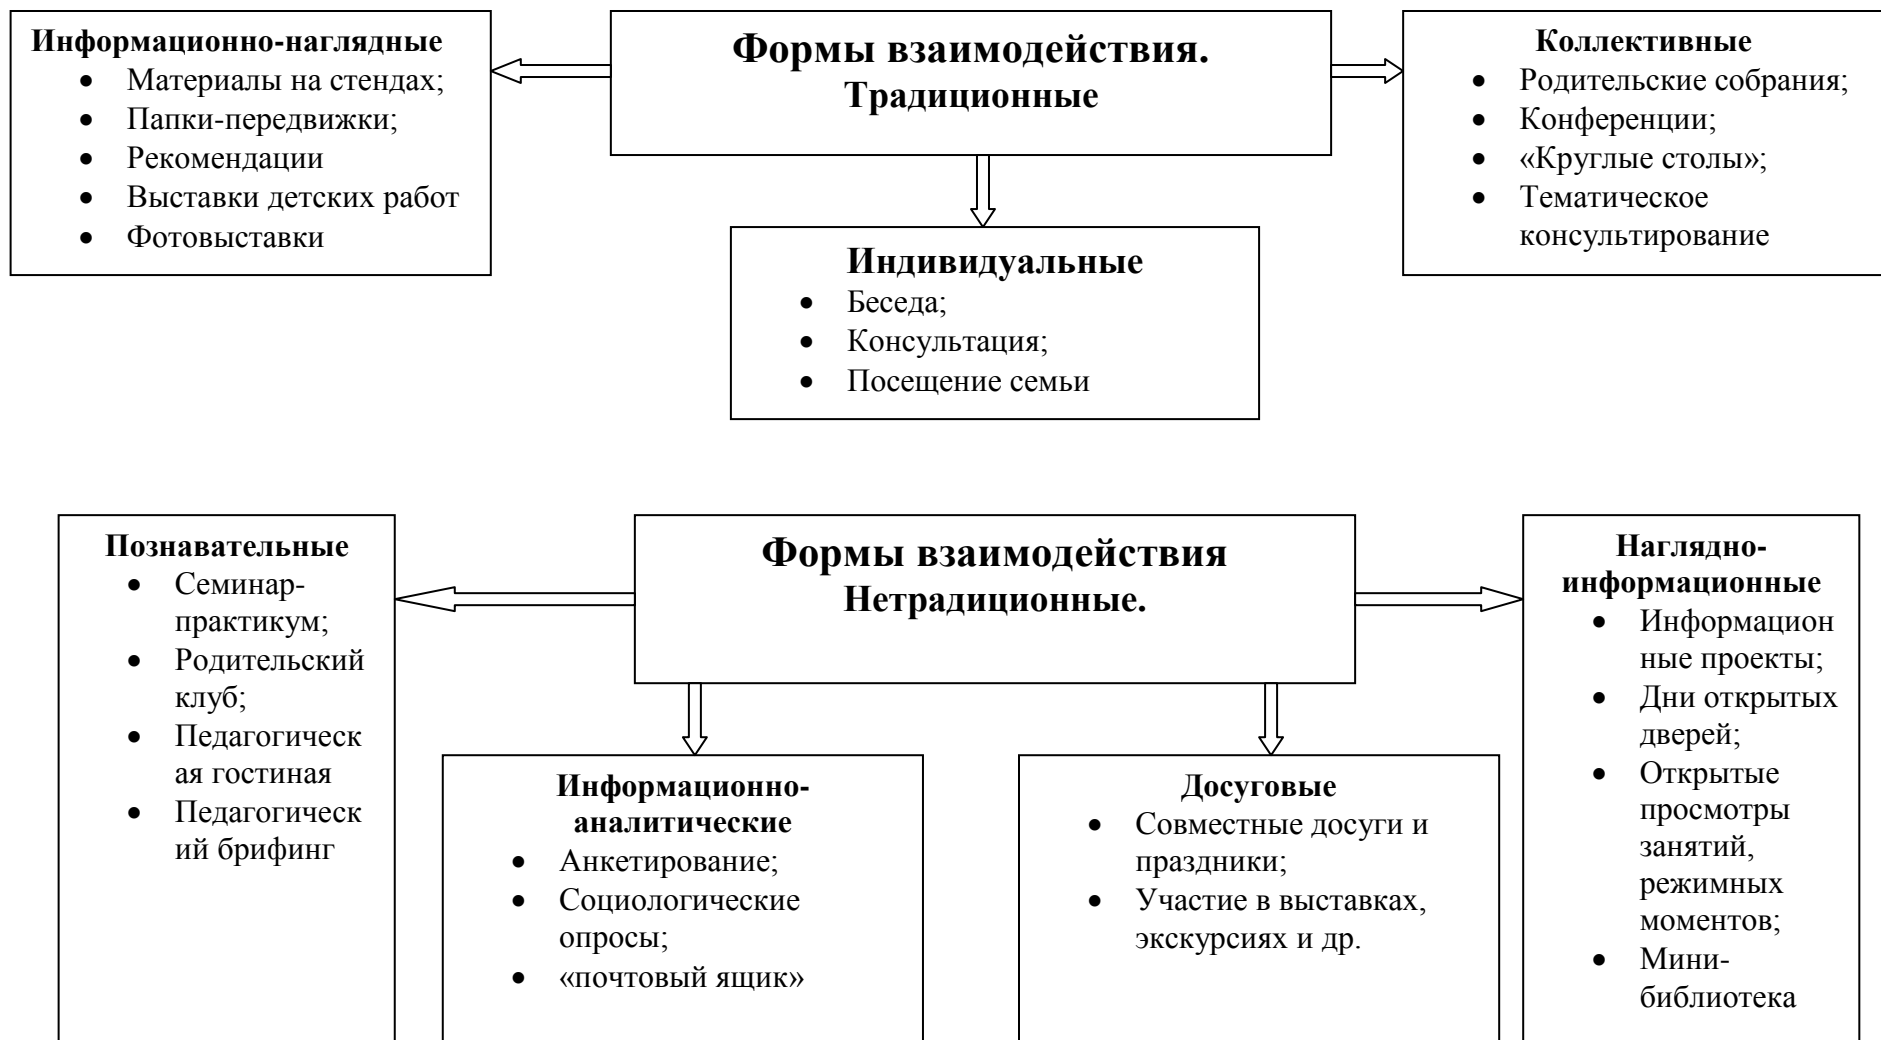 Информационно-наглядные
• Материалы на стендах;
• Папки-передвижки;
• Рекомендации
• Выставки детских работ
• Фотовыставки
Формы взаимодействия.
Традиционные
Коллективные
• Родительские собрания;
• Конференции;
• «Круглые столы»;
• Тематическое
консультирование
Индивидуальные
• Беседа;
• Консультация;
• Посещение семьи
Познавательные
• Семинар-
практикум;
• Родительский
клуб;
• Педагогическ
ая гостиная
• Педагогическ
ий брифинг
Формы взаимодействия
Нетрадиционные.
Наглядно-
информационные
• Информацион
ные проекты;
• Дни открытых
дверей;
• Открытые
просмотры
занятий,
режимных
моментов;
• Мини-
библиотека
Информационно-
аналитические
• Анкетирование;
• Социологические
опросы;
• «почтовый ящик»
Досуговые
• Совместные досуги и
праздники;
• Участие в выставках,
экскурсиях и др.